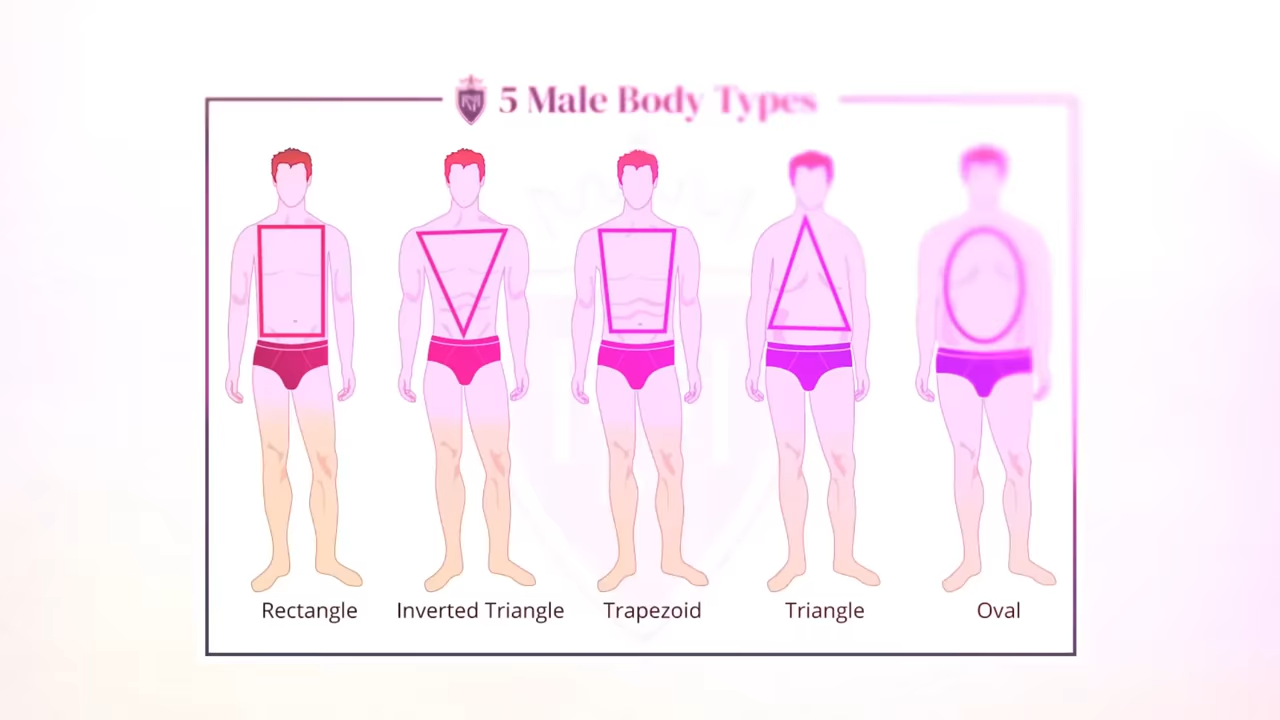 5 Male Body Types
Rectangle
Inverted Triangle
Trapezoid
Triangle
Oval